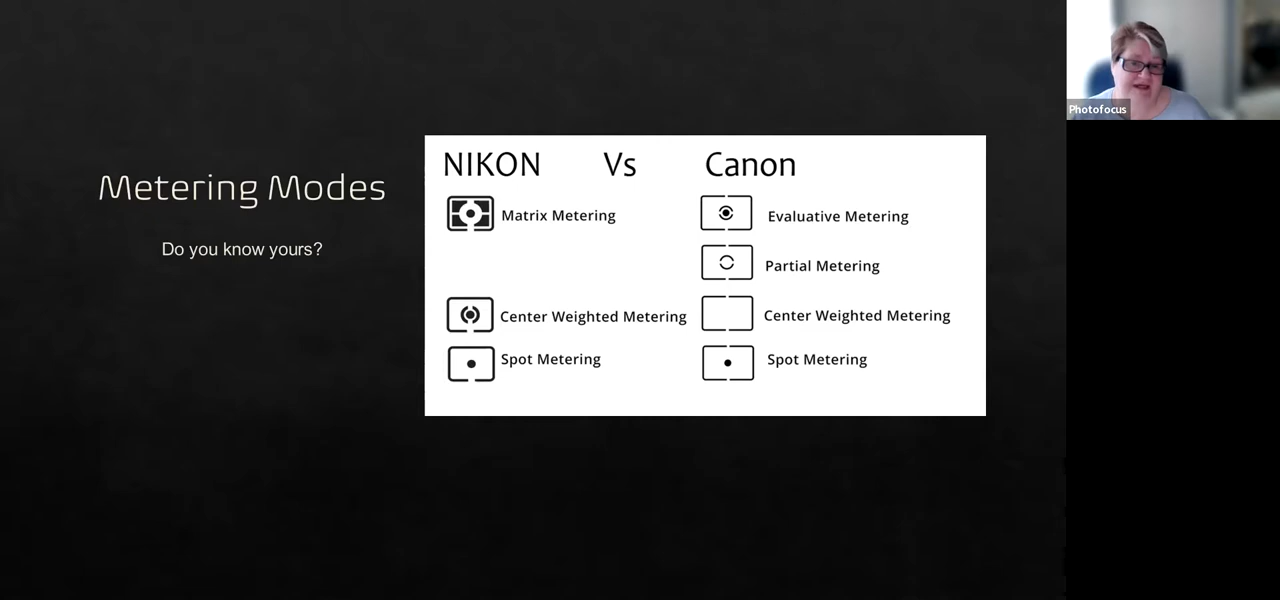 Metering Modes
Do you know yours?
NIKON Vs Canon
Matrix Metering Evaluative Metering
Partial Metering
Center Weighted Metering Center Weighted Metering
Spot Metering Spot Metering
Photofocus